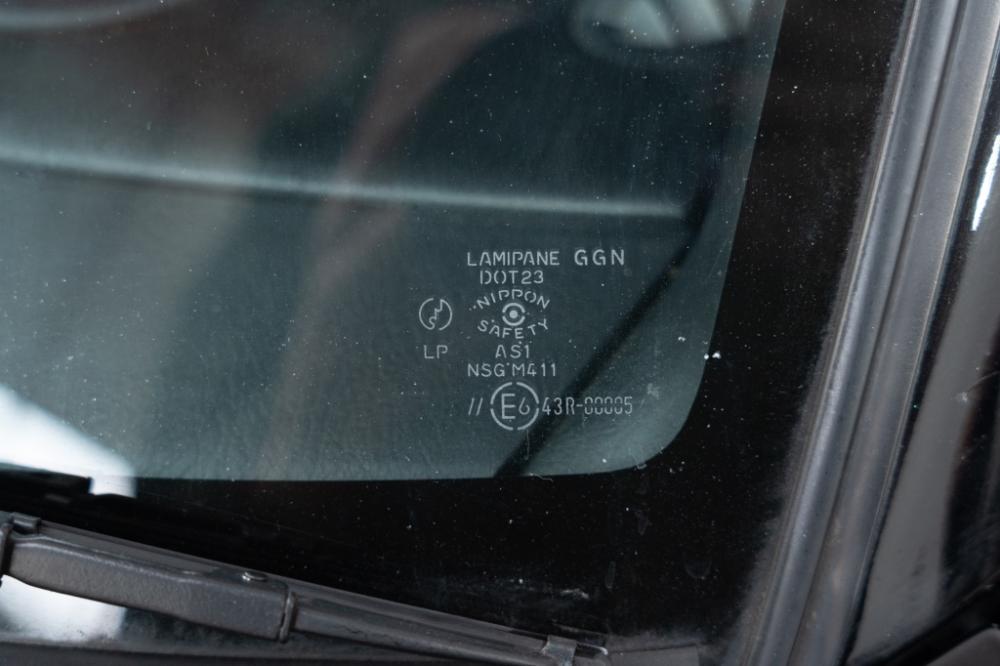 LAMIPANE GGN
DOT23
NIPPON
SAFETY
LP AS1
NSG M411
// E6 43R-00005